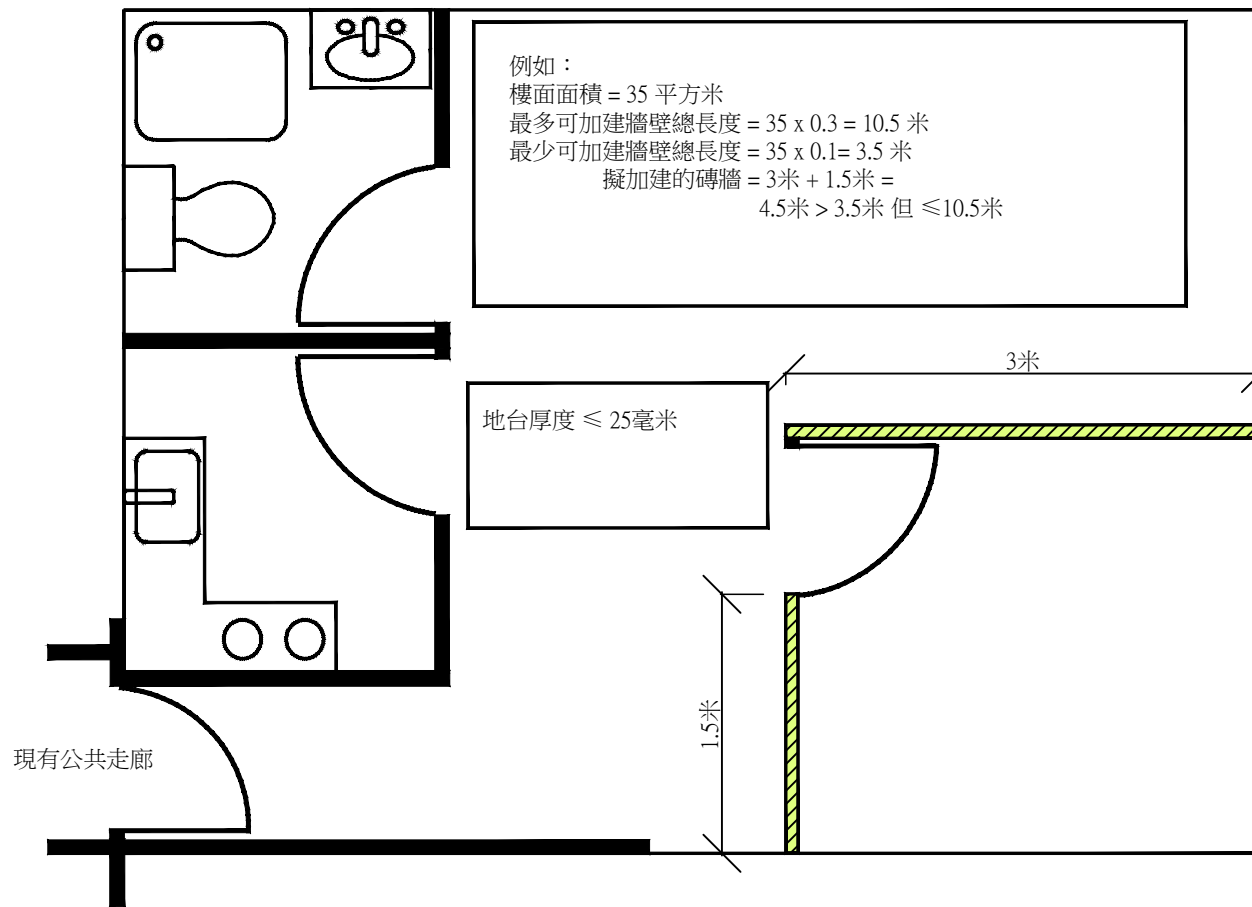 例如：
樓面面積 = 35 平方米
最多可加建牆壁總長度 = 35 x 0.3 = 10.5 米
最少可加建牆壁總長度 = 35 x 0.1= 3.5 米
擬加建的磚牆 = 3米 + 1.5米 =
4.5米 > 3.5米 但 ≤10.5米
3米
地台厚度 ≤ 25毫米
1.5米
現有公共走廊